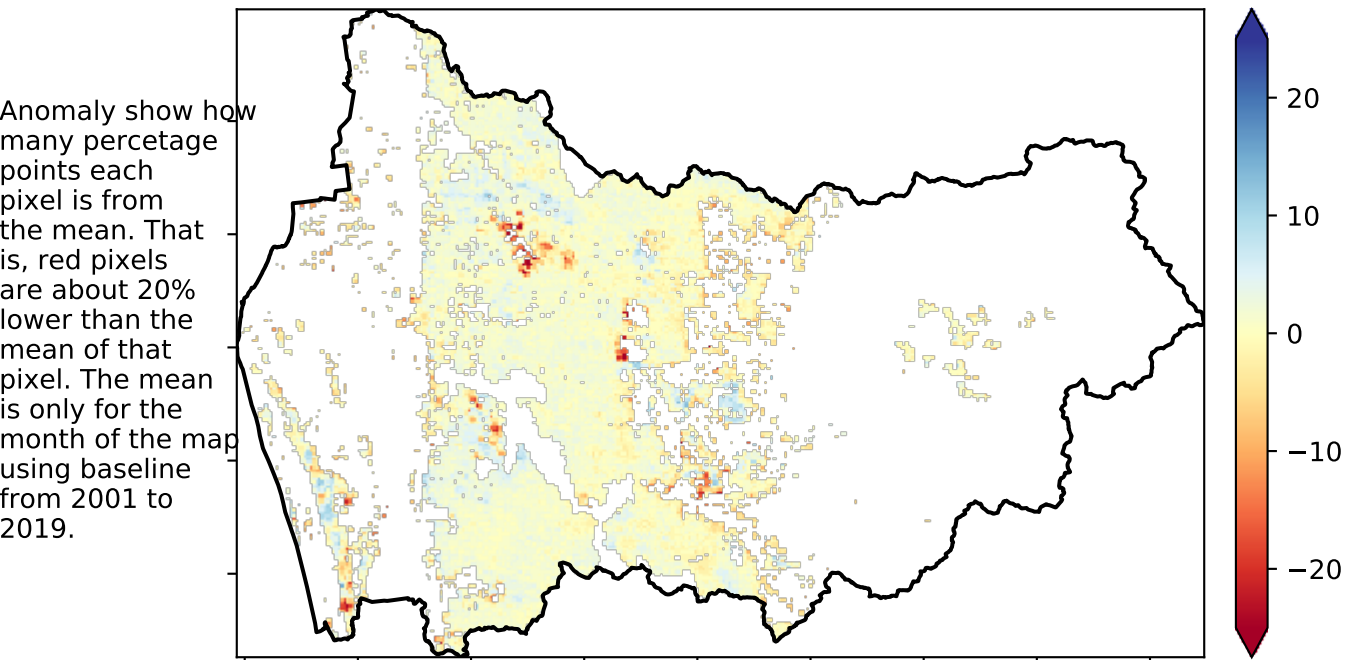 Anomaly show how
many percetage
points each
pixel is from
the mean. That
is, red pixels
are about 20%
lower than the
mean of that
pixel. The mean
is only for the
month of the map
using baseline
from 2001 to
2019.
20
10
0
−10
−20